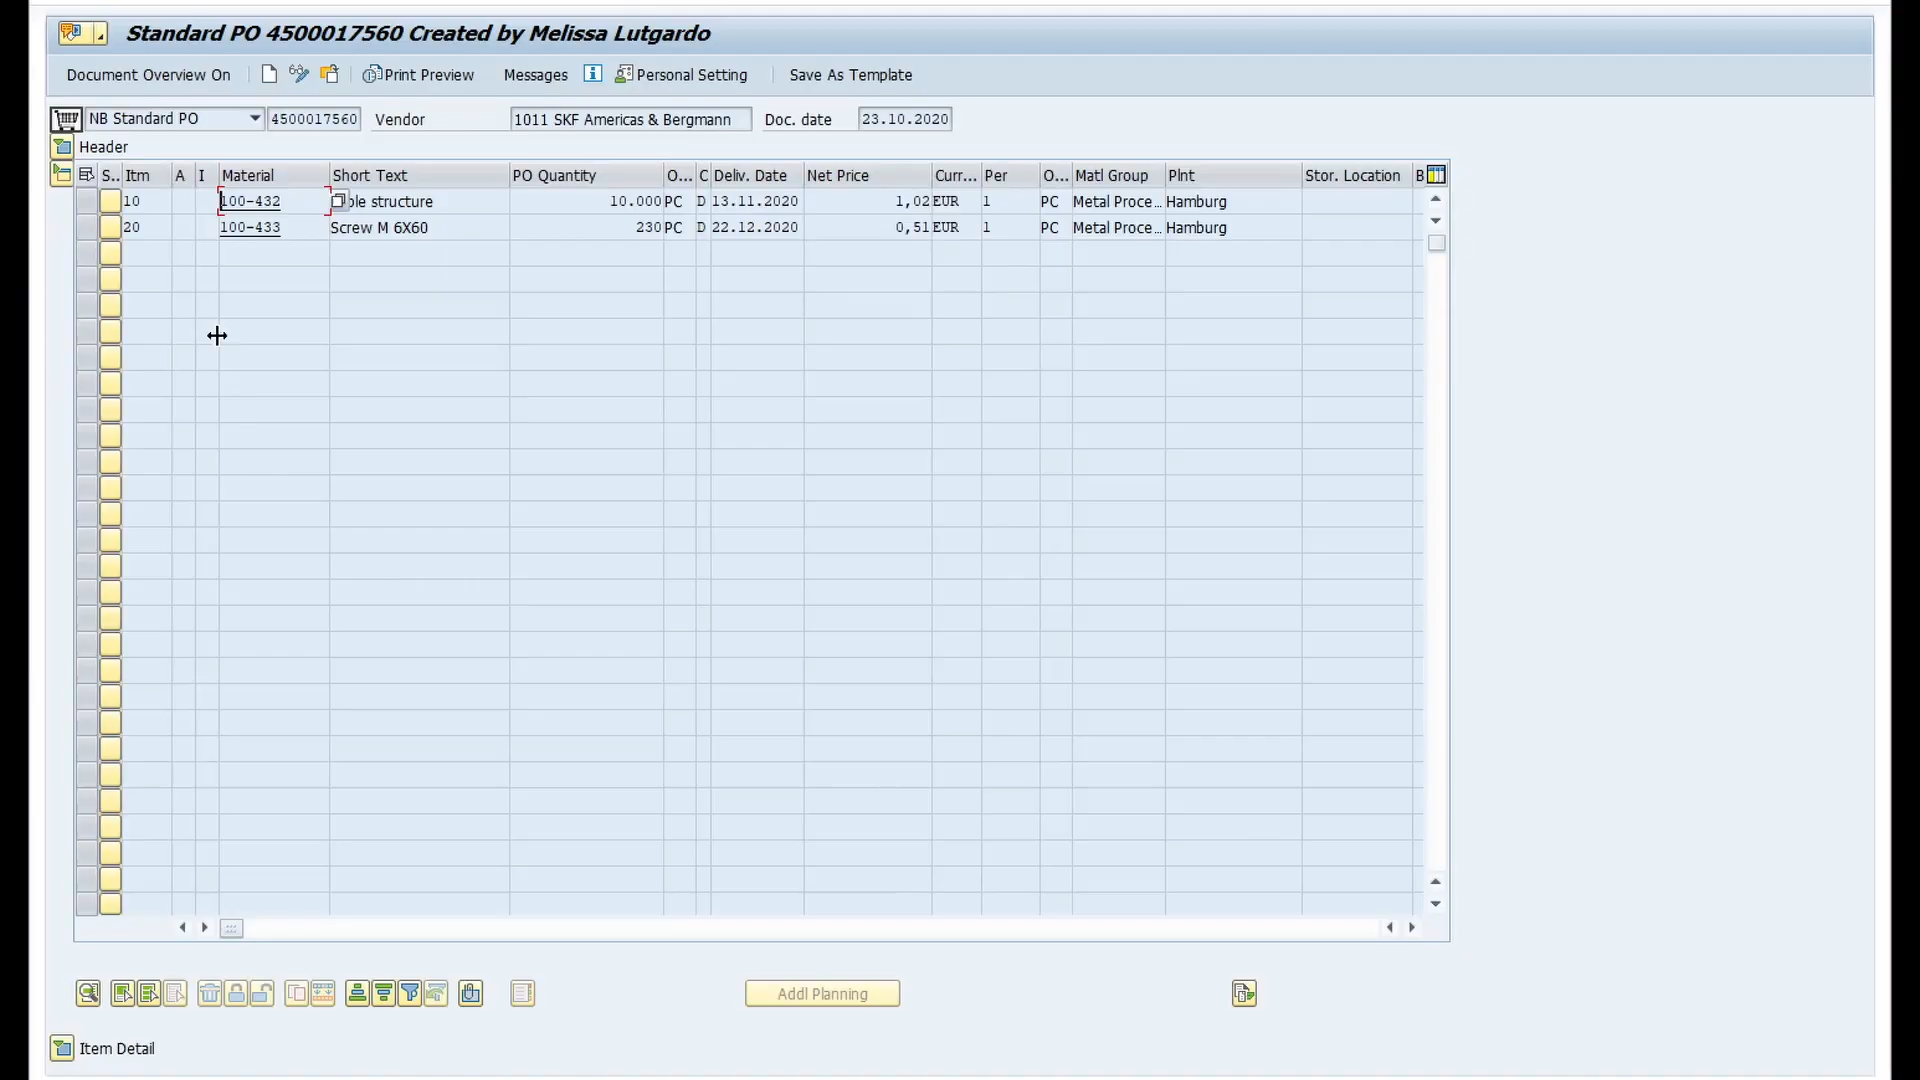 Standard PO 4500017560 Created by Melissa Lutgardo
Document Overview On Print Preview Messages Personal Setting Save As Template
NB Standard PO 4500017560 Vendor 1011 SKF Americas & Bergmann Doc. date 23.10.2020
Header
S.. Itm A I Material Short Text PO Quantity O... C Deliv. Date Net Price Curr... Per O... Matl Group Plnt Stor. Location B
10 100-432 ble structure 10.000 PC D 13.11.2020 1,02 EUR 1 PC Metal Proce... Hamburg
20 100-433 Screw M 6X60 230 PC D 22.12.2020 0,51 EUR 1 PC Metal Proce... Hamburg
Addl Planning
Item Detail